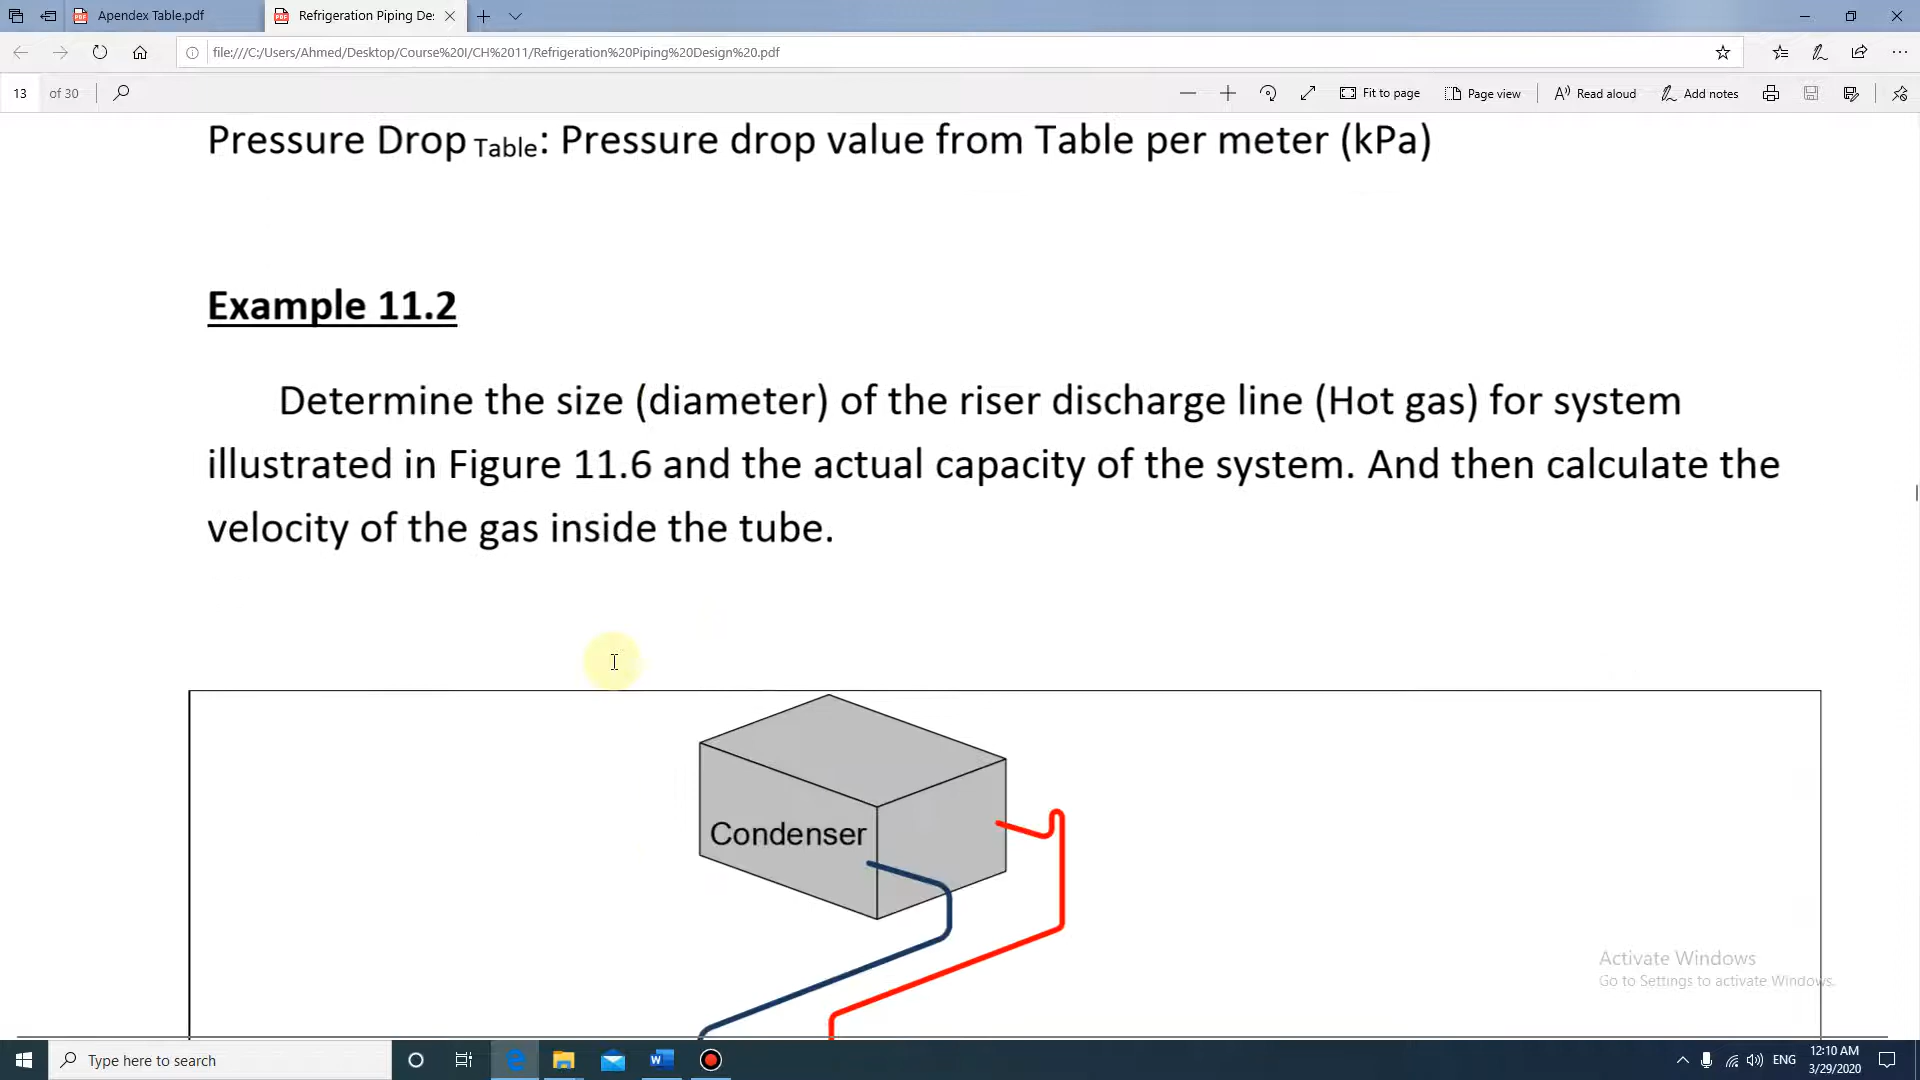 Apendex Table.pdf
Refrigeration Piping De:
file:///C:/Users/Ahmed/Desktop/Course%20I/CH%2011/Refrigeration%20Piping%20Design%20.pdf
13 of 30
Fit to page
Page view
Read aloud
Add notes
Pressure Drop Table: Pressure drop value from Table per meter (kPa)
Example 11.2
Determine the size (diameter) of the riser discharge line (Hot gas) for system
illustrated in Figure 11.6 and the actual capacity of the system. And then calculate the
velocity of the gas inside the tube.
Condenser
Activate Windows
Go to Settings to activate Windows.
Type here to search
ENG
12:10 AM
3/29/2020